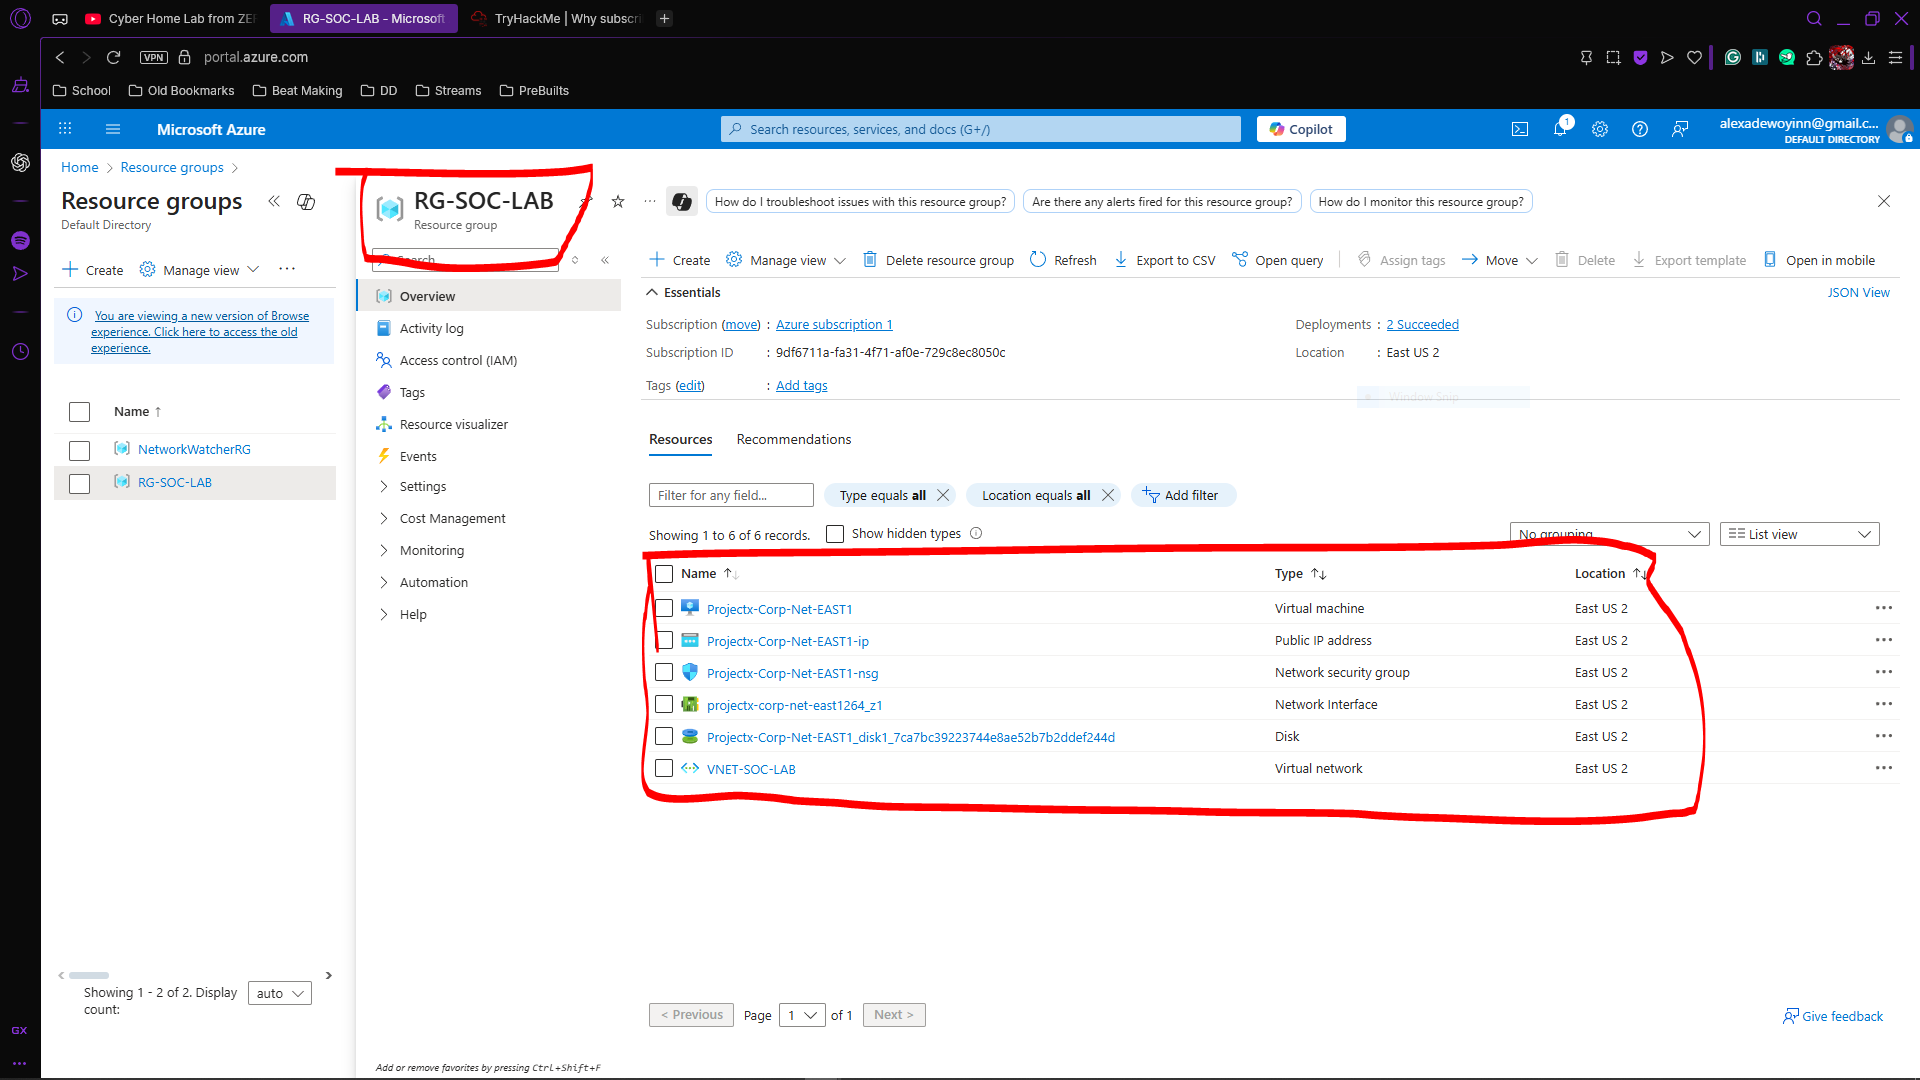 Cyber Home Lab from ZE
RG-SOC-LAB - Microsoft
TryHackMe | Why subscri
VPN
portal.azure.com
School
Old Bookmarks
Beat Making
DD
Streams
PreBuilts
Microsoft Azure
Search resources, services, and docs (G+/)
Copilot
1
alexadewoyinn@gmail.c...
DEFAULT DIRECTORY
Home > Resource groups >
Resource groups
Default Directory
Create
Manage view
You are viewing a new version of Browse
experience. Click here to access the old
experience.
Name ↑
NetworkWatcherRG
RG-SOC-LAB
Showing 1 - 2 of 2. Display
count:
auto
RG-SOC-LAB
Resource group
How do I troubleshoot issues with this resource group?
Are there any alerts fired for this resource group?
How do I monitor this resource group?
Search
Overview
Activity log
Access control (IAM)
Tags
Resource visualizer
Events
Settings
Cost Management
Monitoring
Automation
Help
Create
Manage view
Delete resource group
Refresh
Export to CSV
Open query
Assign tags
Move
Delete
Export template
Open in mobile
Essentials
JSON View
Subscription (move) : Azure subscription 1
Deployments : 2 Succeeded
Subscription ID : 9df6711a-fa31-4f71-af0e-729c8ec8050c
Location : East US 2
Tags (edit) : Add tags
Window Snip
Resources
Recommendations
Filter for any field...
Type equals all
Location equals all
Add filter
Showing 1 to 6 of 6 records.
Show hidden types
No grouping
List view
Name ↑↓ Type ↑↓ Location ↑↓
Projectx-Corp-Net-EAST1 Virtual machine East US 2
Projectx-Corp-Net-EAST1-ip Public IP address East US 2
Projectx-Corp-Net-EAST1-nsg Network security group East US 2
projectx-corp-net-east1264_z1 Network Interface East US 2
Projectx-Corp-Net-EAST1_disk1_7ca7bc39223744e8ae52b7b2ddef244d Disk East US 2
VNET-SOC-LAB Virtual network East US 2
< Previous
Page 1 of 1
Next >
Give feedback
Add or remove favorites by pressing Ctrl+Shift+F
GX